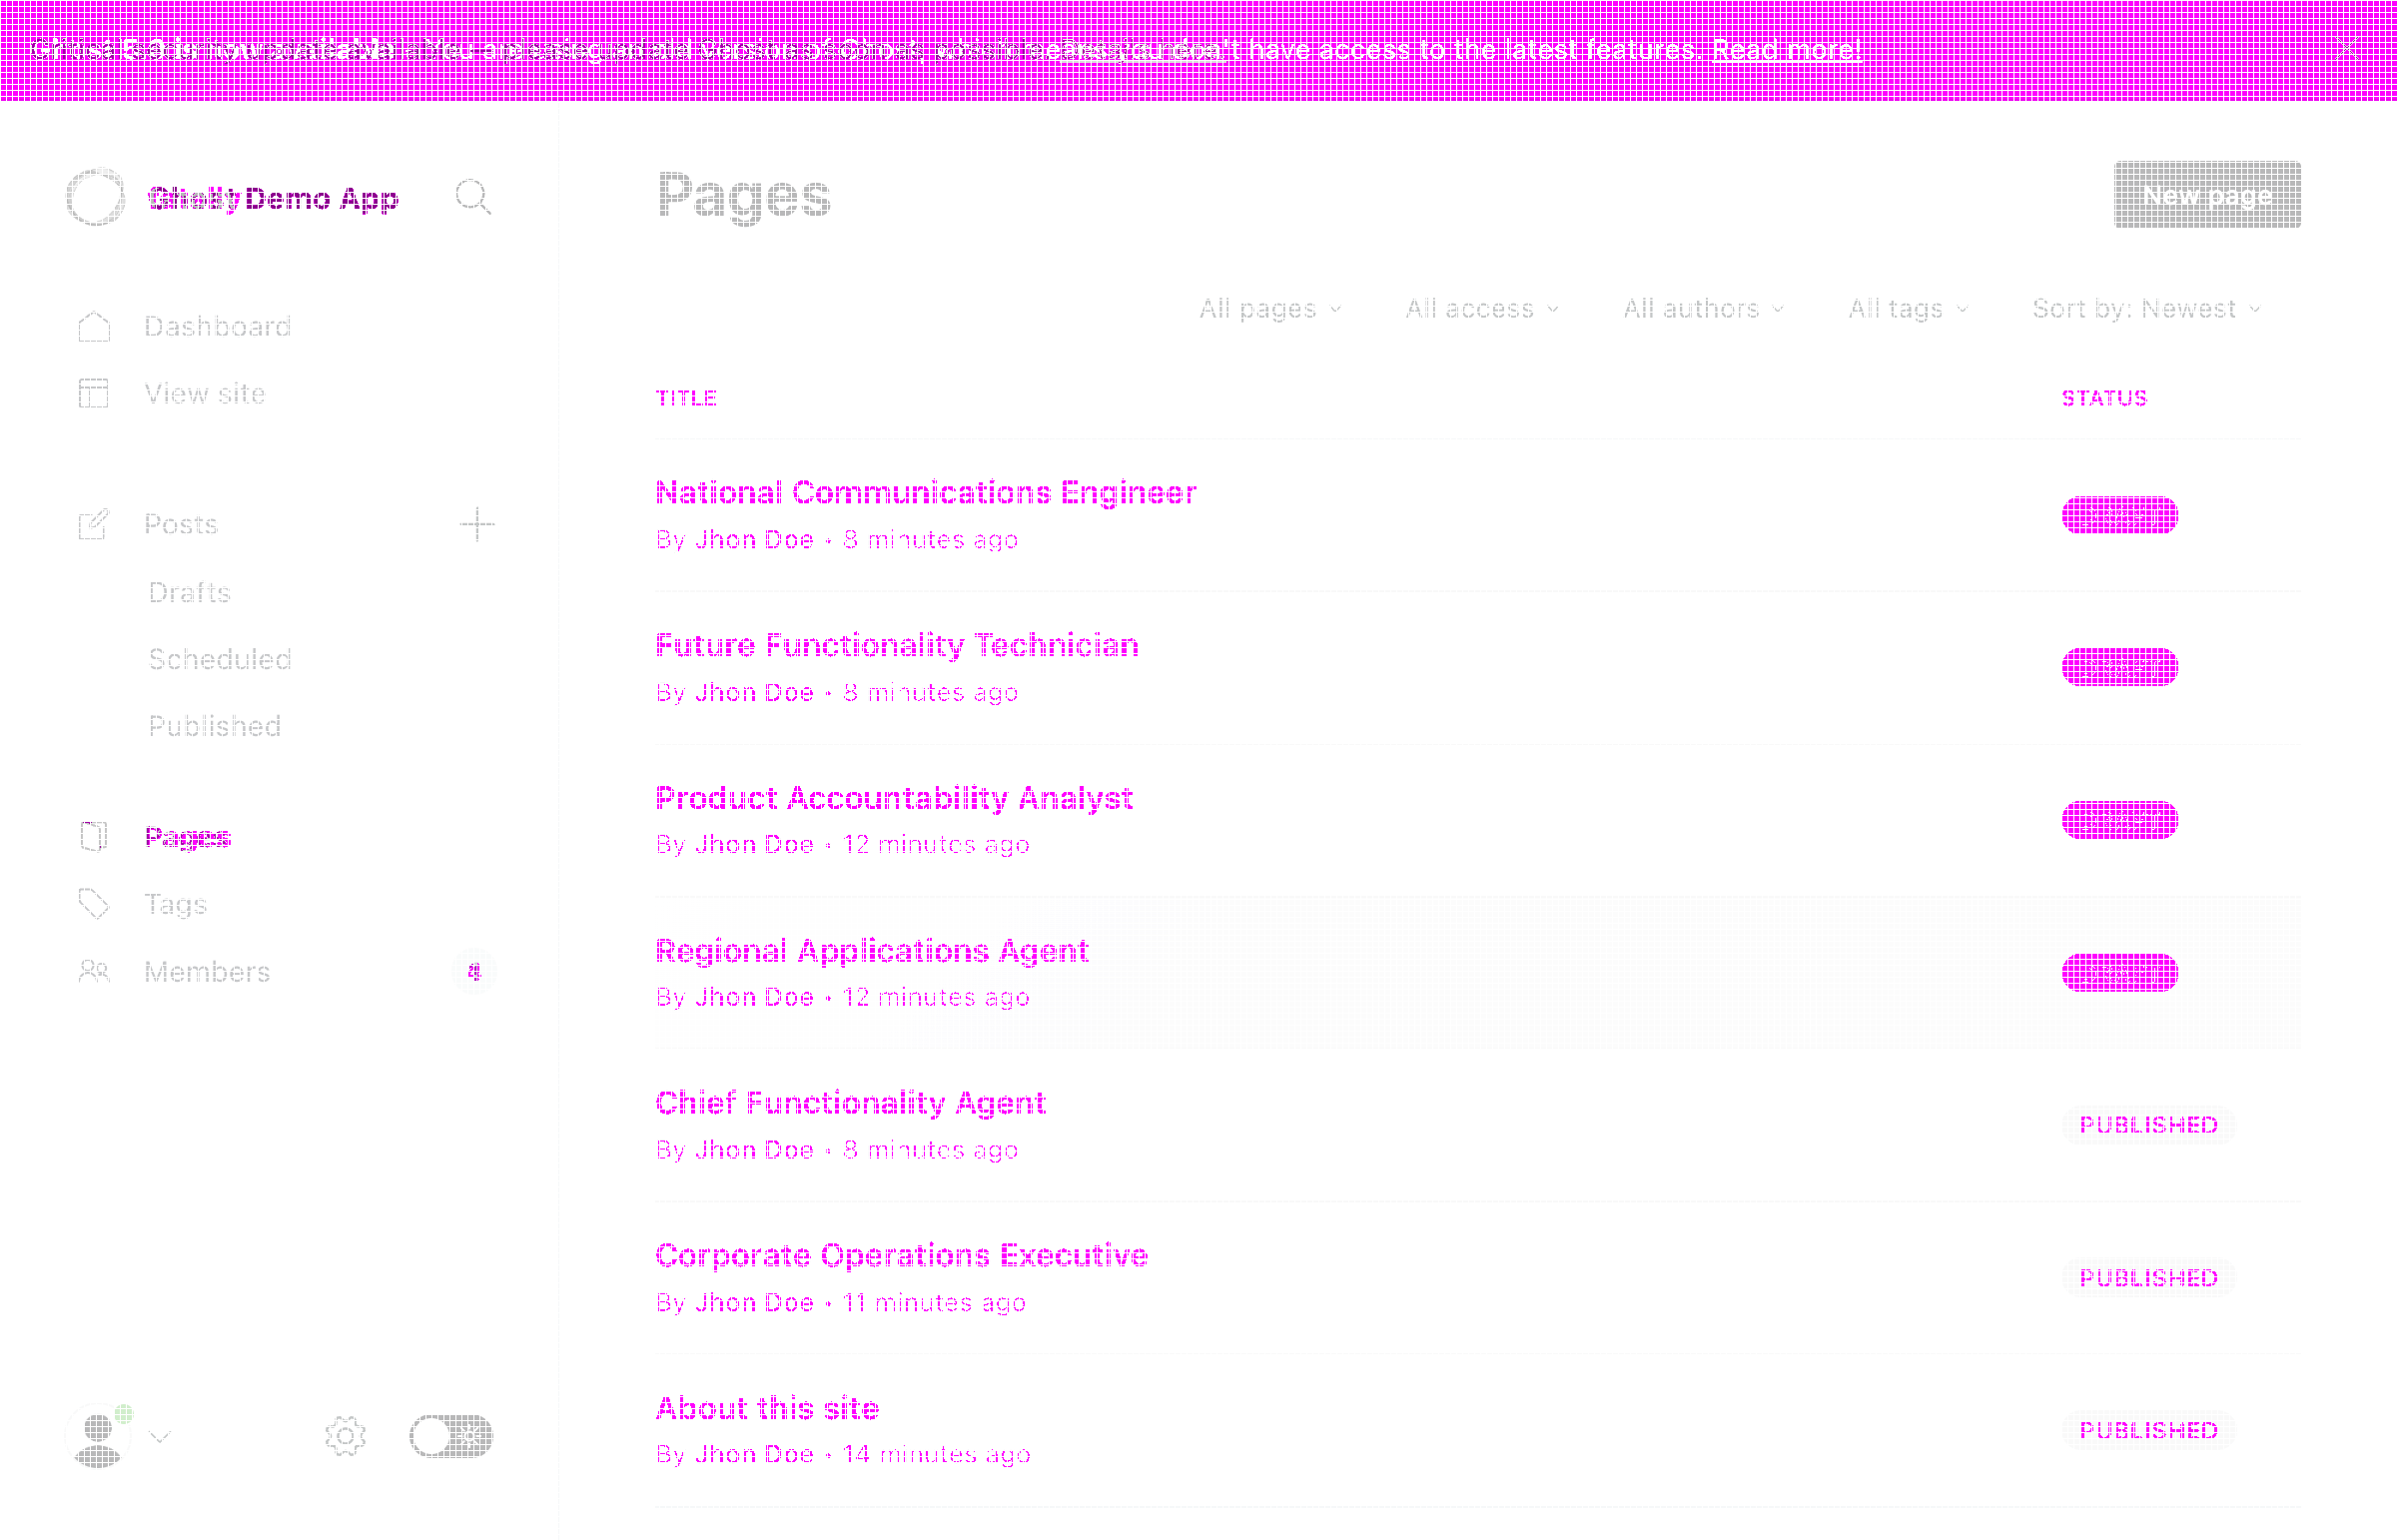 't have access to the latest features. Read more!
Demo App
Pages
New page
All pages
All access
All authors
All tags
Sort by: Newest
Dashboard
View site
TITLE
STATUS
National Communications Engineer
By Jhon Doe • 8 minutes ago
Posts
Drafts
Future Functionality Technician
By Jhon Doe • 8 minutes ago
Scheduled
Published
Product Accountability Analyst
By Jhon Doe • 12 minutes ago
Pages
Tags
Regional Applications Agent
By Jhon Doe • 12 minutes ago
Members
Chief Functionality Agent
By Jhon Doe • 8 minutes ago
PUBLISHED
Corporate Operations Executive
By Jhon Doe • 11 minutes ago
PUBLISHED
About this site
By Jhon Doe • 14 minutes ago
PUBLISHED